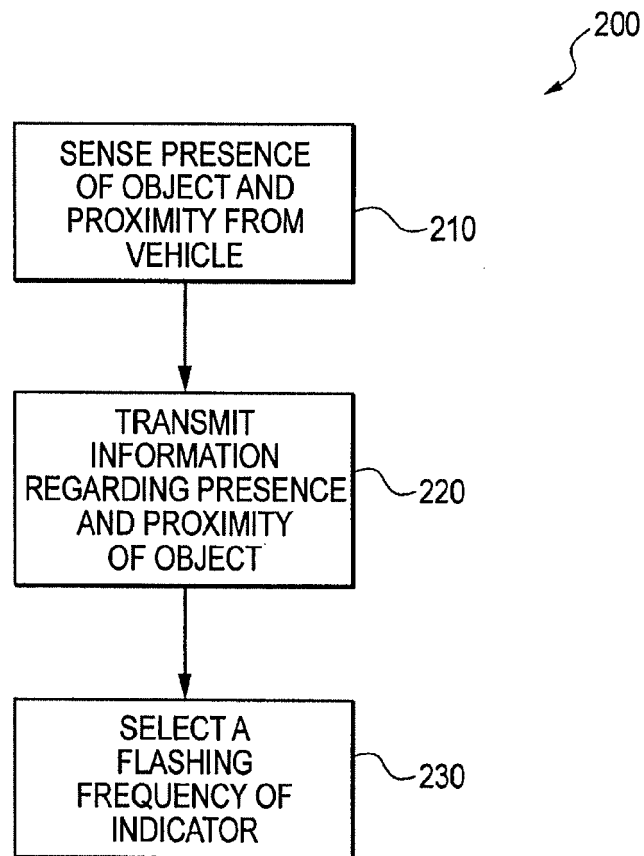 200
SENSE PRESENCE
OF OBJECT AND
PROXIMITY FROM
VEHICLE
210
TRANSMIT
INFORMATION
REGARDING PRESENCE
AND PROXIMITY
OF OBJECT
220
SELECT A
FLASHING
FREQUENCY OF
INDICATOR
230